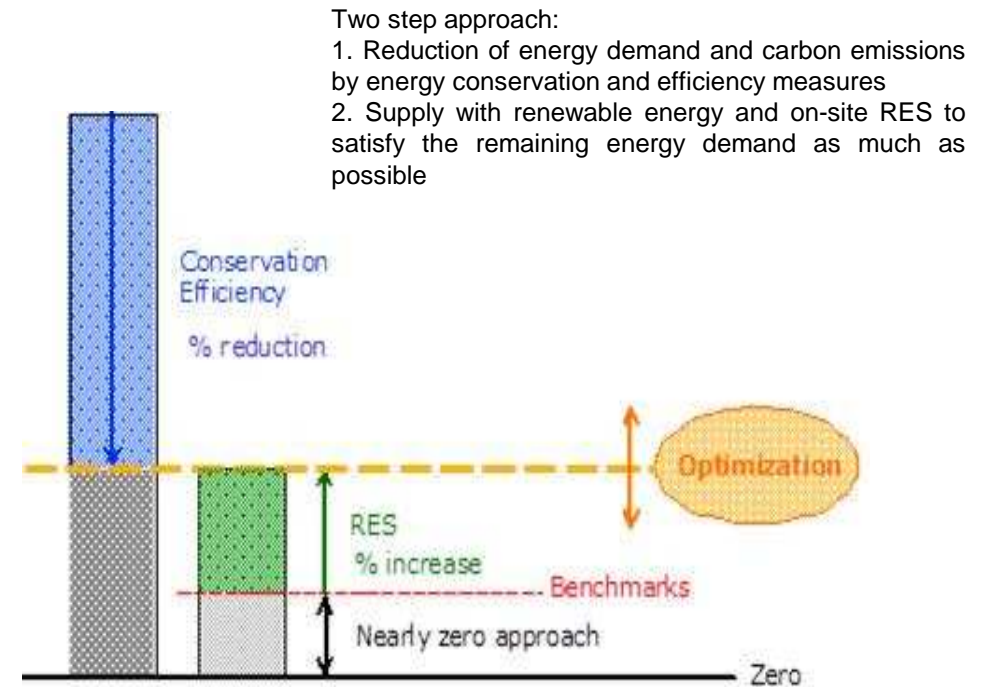 Two step approach:
1. Reduction of energy demand and carbon emissions
by energy conservation and efficiency measures
2. Supply with renewable energy and on-site RES to
satisfy the remaining energy demand as much as
possible
Conservation
Efficiency
% reduction
Optimization
RES
% increase
Benchmarks
Nearly zero approach
Zero